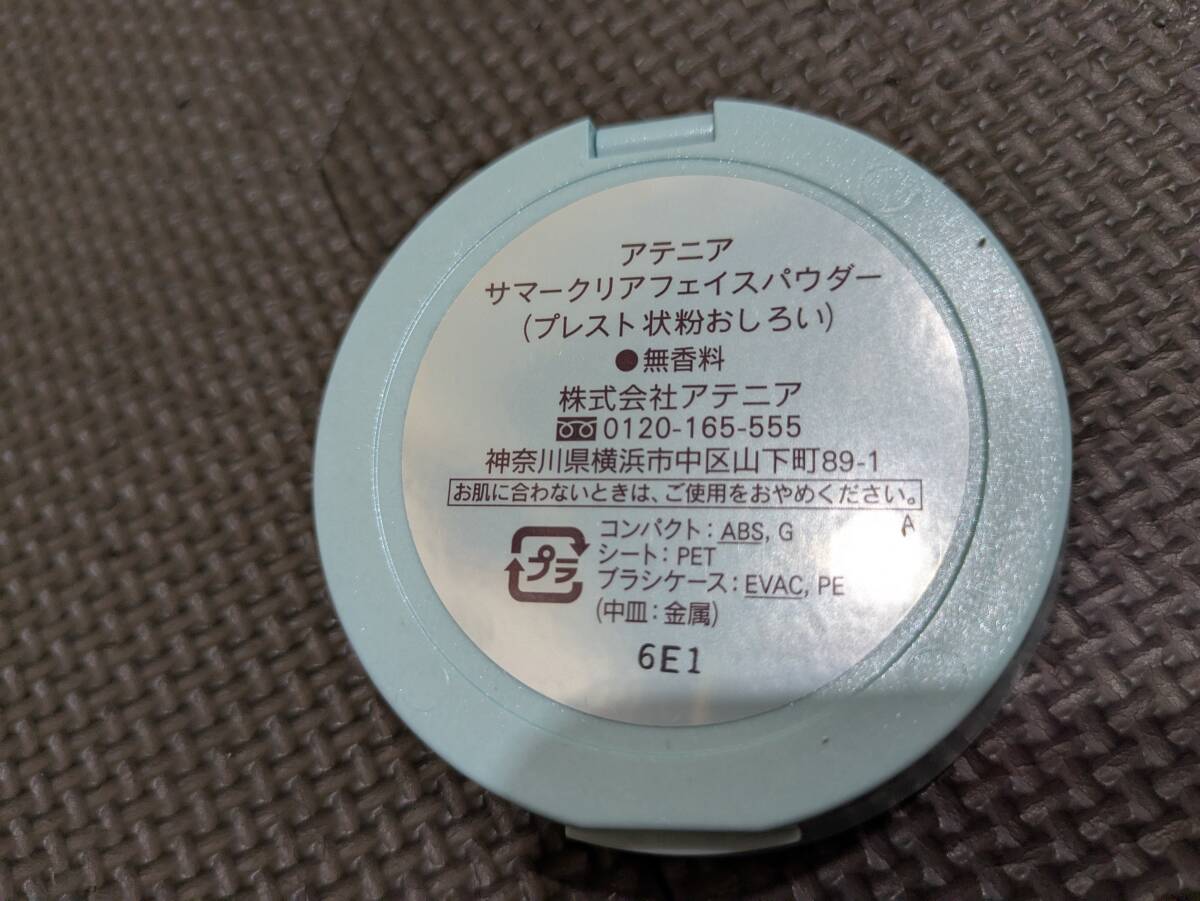 アテニア
サマークリアフェイスパウダー
(プレスト状粉おしろい)
●無香料
株式会社アテニア
0120-165-555
神奈川県横浜市中区山下町89-1
お肌に合わないときは、ご使用をおやめください。
A
プラ
コンパクト:ABS, G
シート:PET
ブラシケース:EVAC, PE
(中皿:金属)
6E1